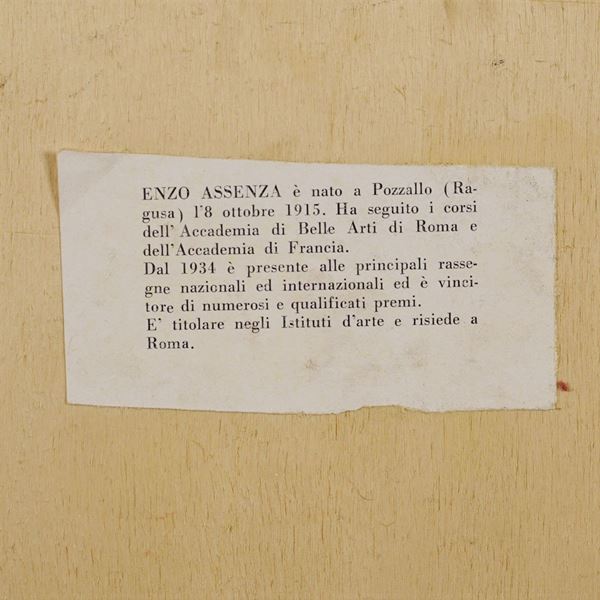 ENZO ASSENZA è nato a Pozzallo (Ra-
gusa) l'8 ottobre 1915. Ha seguito i corsi
dell'Accademia di Belle Arti di Roma e
dell'Accademia di Francia.
Dal 1934 è presente alle principali rasse-
gne nazionali ed internazionali ed è vinci-
tore di numerosi e qualificati premi.
E' titolare negli Istituti d'arte e risiede a
Roma.